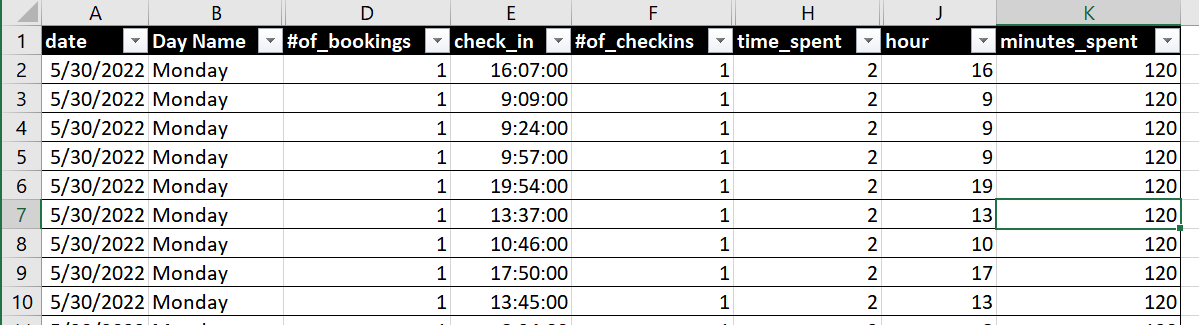 A B D E F H J K
1 date Day Name #of_bookings check_in #of_checkins time_spent hour minutes_spent
2 5/30/2022 Monday 1 16:07:00 1 2 16 120
3 5/30/2022 Monday 1 9:09:00 1 2 9 120
4 5/30/2022 Monday 1 9:24:00 1 2 9 120
5 5/30/2022 Monday 1 9:57:00 1 2 9 120
6 5/30/2022 Monday 1 19:54:00 1 2 19 120
7 5/30/2022 Monday 1 13:37:00 1 2 13 120
8 5/30/2022 Monday 1 10:46:00 1 2 10 120
9 5/30/2022 Monday 1 17:50:00 1 2 17 120
10 5/30/2022 Monday 1 13:45:00 1 2 13 120